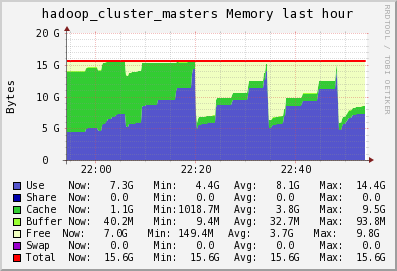 hadoop_cluster_masters Memory last hour
RRDTOOL / TOBI OETIKER
Bytes
20 G
15 G
10 G
5 G
0
22:00 22:20 22:40
Use Now: 7.3G Min: 4.4G Avg: 8.1G Max: 14.4G
Share Now: 0.0 Min: 0.0 Avg: 0.0 Max: 0.0
Cache Now: 1.1G Min:1018.7M Avg: 3.8G Max: 9.5G
Buffer Now: 40.2M Min: 9.4M Avg: 32.7M Max: 93.8M
Free Now: 7.0G Min: 149.4M Avg: 3.7G Max: 9.8G
Swap Now: 0.0 Min: 0.0 Avg: 0.0 Max: 0.0
Total Now: 15.6G Min: 15.6G Avg: 15.6G Max: 15.6G